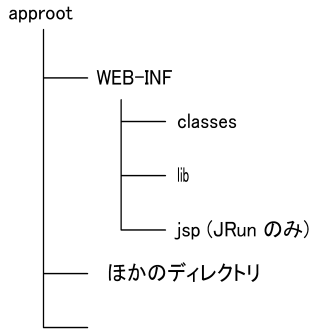 approot
WEB-INF
classes
lib
jsp (JRun のみ)
ほかのディレクトリ